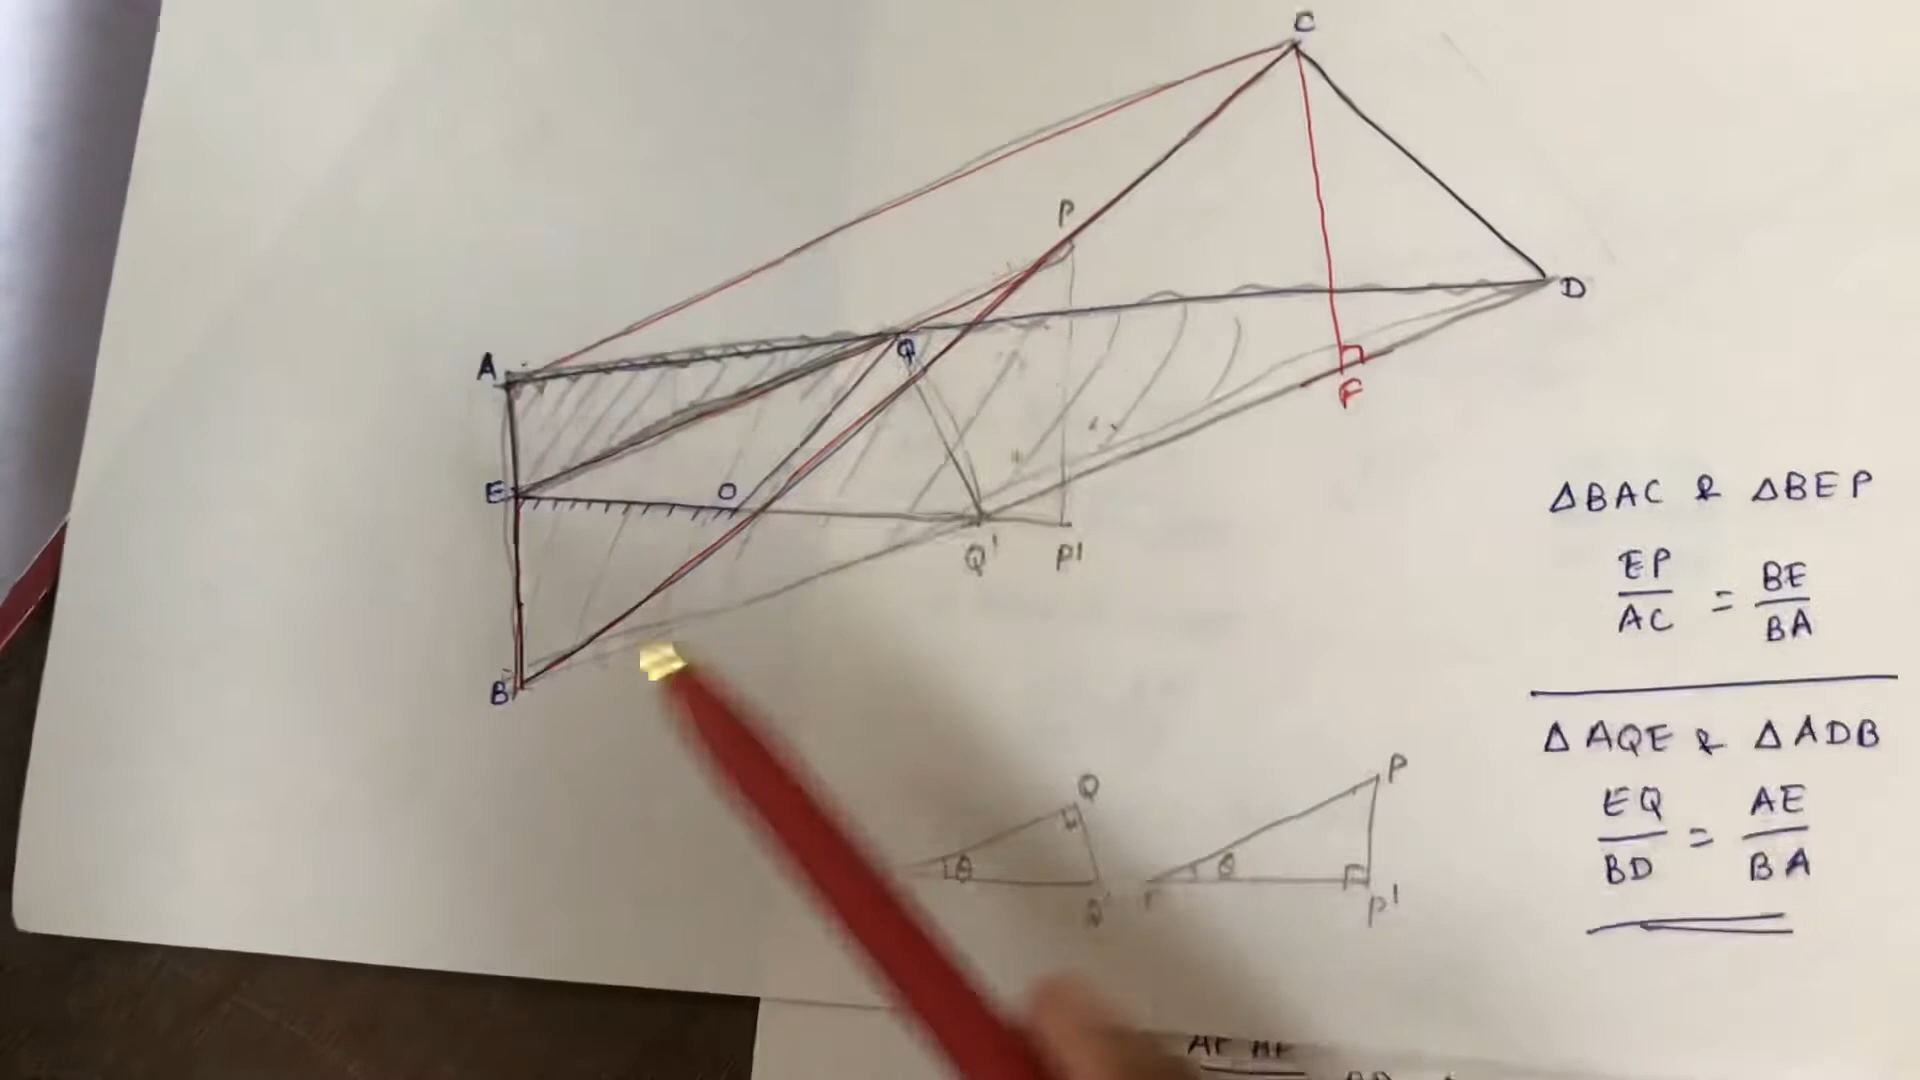 C
P
A
Q
D
F
E
O
Q'
P'
B
ΔBAC & ΔBEP
EP/AC = BE/BA
ΔAQE & ΔADB
EQ/BD = AE/BA
Q
θ
Q'
P
θ
P'